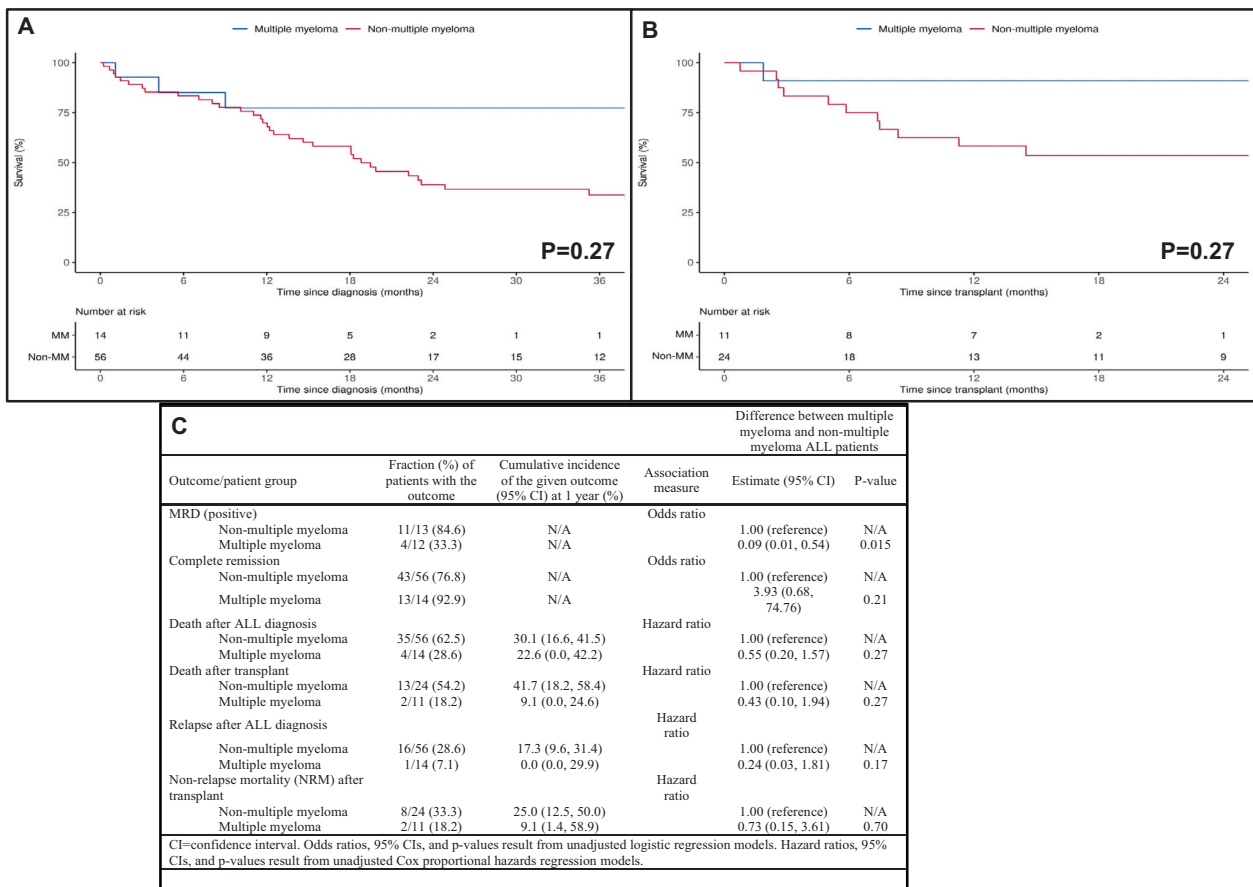 A
Multiple myeloma Non-multiple myeloma
Survival (%)
100
75
50
25
0
P=0.27
0 6 12 18 24 30 36
Time since diagnosis (months)
Number at risk
MM 14 11 9 5 2 1 1
Non-MM 56 44 36 28 17 15 12
0 6 12 18 24 30 36
Time since diagnosis (months)
B
Multiple myeloma Non-multiple myeloma
Survival (%)
100
75
50
25
0
P=0.27
0 6 12 18 24
Time since transplant (months)
Number at risk
MM 11 8 7 2 1
Non-MM 24 18 13 11 9
0 6 12 18 24
Time since transplant (months)
C
Difference between multiple
myeloma and non-multiple
myeloma ALL patients
Outcome/patient group
Fraction (%) of
patients with the
outcome
Cumulative incidence
of the given outcome
(95% CI) at 1 year (%)
Association
measure
Estimate (95% CI)
P-value
MRD (positive) Odds ratio
Non-multiple myeloma 11/13 (84.6) N/A 1.00 (reference) N/A
Multiple myeloma 4/12 (33.3) N/A 0.09 (0.01, 0.54) 0.015
Complete remission Odds ratio
Non-multiple myeloma 43/56 (76.8) N/A 1.00 (reference) N/A
Multiple myeloma 13/14 (92.9) N/A 3.93 (0.68,
74.76) 0.21
Death after ALL diagnosis Hazard ratio
Non-multiple myeloma 35/56 (62.5) 30.1 (16.6, 41.5) 1.00 (reference) N/A
Multiple myeloma 4/14 (28.6) 22.6 (0.0, 42.2) 0.55 (0.20, 1.57) 0.27
Death after transplant Hazard ratio
Non-multiple myeloma 13/24 (54.2) 41.7 (18.2, 58.4) 1.00 (reference) N/A
Multiple myeloma 2/11 (18.2) 9.1 (0.0, 24.6) 0.43 (0.10, 1.94) 0.27
Relapse after ALL diagnosis Hazard
ratio
Non-multiple myeloma 16/56 (28.6) 17.3 (9.6, 31.4) 1.00 (reference) N/A
Multiple myeloma 1/14 (7.1) 0.0 (0.0, 29.9) 0.24 (0.03, 1.81) 0.17
Non-relapse mortality (NRM) after Hazard
transplant ratio
Non-multiple myeloma 8/24 (33.3) 25.0 (12.5, 50.0) 1.00 (reference) N/A
Multiple myeloma 2/11 (18.2) 9.1 (1.4, 58.9) 0.73 (0.15, 3.61) 0.70
CI=confidence interval. Odds ratios, 95% CIs, and p-values result from unadjusted logistic regression models. Hazard ratios, 95%
CIs, and p-values result from unadjusted Cox proportional hazards regression models.